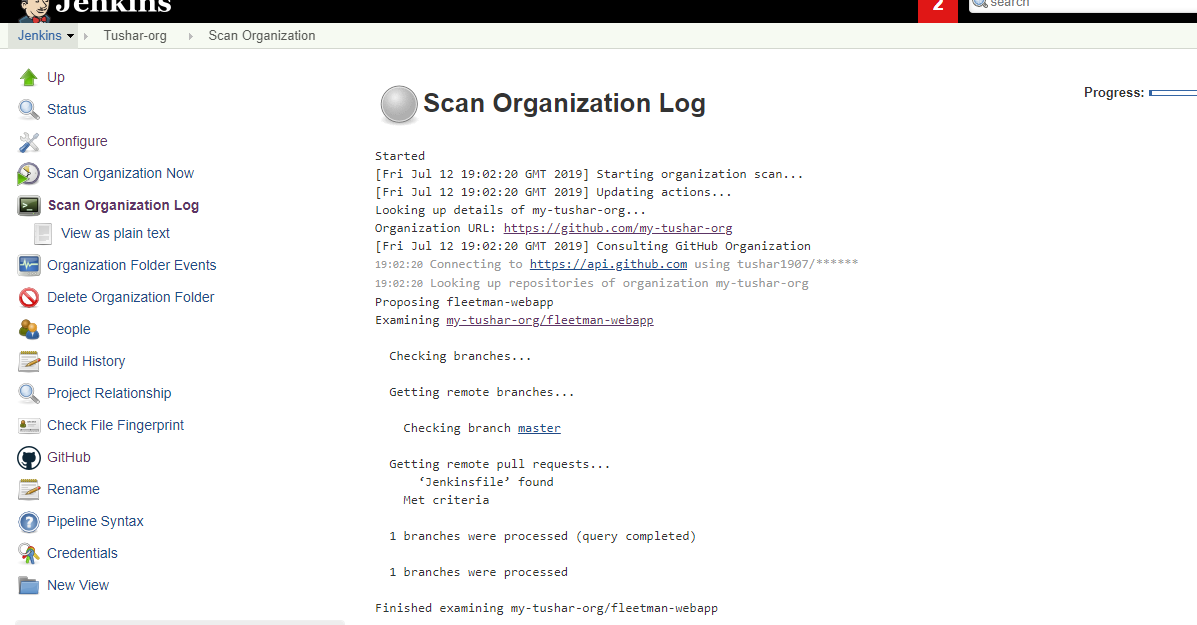 Jenkins
2
search
Jenkins Tushar-org Scan Organization
Up
Status
Configure
Scan Organization Now
Scan Organization Log
View as plain text
Organization Folder Events
Delete Organization Folder
People
Build History
Project Relationship
Check File Fingerprint
GitHub
Rename
Pipeline Syntax
Credentials
New View
Scan Organization Log
Progress:
Started
[Fri Jul 12 19:02:20 GMT 2019] Starting organization scan...
[Fri Jul 12 19:02:20 GMT 2019] Updating actions...
Looking up details of my-tushar-org...
Organization URL: https://github.com/my-tushar-org
[Fri Jul 12 19:02:20 GMT 2019] Consulting GitHub Organization
19:02:20 Connecting to https://api.github.com using tushar1907/******
19:02:20 Looking up repositories of organization my-tushar-org
Proposing fleetman-webapp
Examining my-tushar-org/fleetman-webapp
Checking branches...
Getting remote branches...
Checking branch master
Getting remote pull requests...
‘Jenkinsfile’ found
Met criteria
1 branches were processed (query completed)
1 branches were processed
Finished examining my-tushar-org/fleetman-webapp